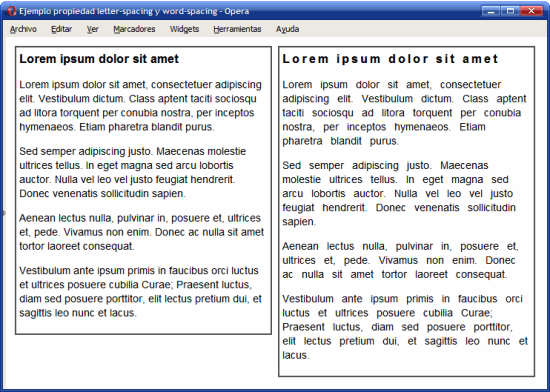 Ejemplo propiedad letter-spacing y word-spacing - Opera
Archivo Editar Ver Marcadores Widgets Herramientas Ayuda
Lorem ipsum dolor sit amet
Lorem ipsum dolor sit amet, consectetuer adipiscing
elit. Vestibulum dictum. Class aptent taciti sociosqu
ad litora torquent per conubia nostra, per inceptos
hymenaeos. Etiam pharetra blandit purus.
Sed semper adipiscing justo. Maecenas molestie
ultrices tellus. In eget magna sed arcu lobortis
auctor. Nulla vel leo vel justo feugiat hendrerit.
Donec venenatis sollicitudin sapien.
Aenean lectus nulla, pulvinar in, posuere et, ultrices
et, pede. Vivamus non enim. Donec ac nulla sit amet
tortor laoreet consequat.
Vestibulum ante ipsum primis in faucibus orci luctus
et ultrices posuere cubilia Curae; Praesent luctus,
diam sed posuere porttitor, elit lectus pretium dui, et
sagittis leo nunc et lacus.
Lorem ipsum dolor sit amet
Lorem ipsum dolor sit amet, consectetuer
adipiscing elit. Vestibulum dictum. Class aptent
taciti sociosqu ad litora torquent per conubia
nostra, per inceptos hymenaeos. Etiam
pharetra blandit purus.
Sed semper adipiscing justo. Maecenas
molestie ultrices tellus. In eget magna sed
arcu lobortis auctor. Nulla vel leo vel justo
feugiat hendrerit. Donec venenatis sollicitudin
sapien.
Aenean lectus nulla, pulvinar in, posuere et,
ultrices et, pede. Vivamus non enim. Donec
ac nulla sit amet tortor laoreet consequat.
Vestibulum ante ipsum primis in faucibus orci
luctus et ultrices posuere cubilia Curae;
Praesent luctus, diam sed posuere porttitor,
elit lectus pretium dui, et sagittis leo nunc et
lacus.